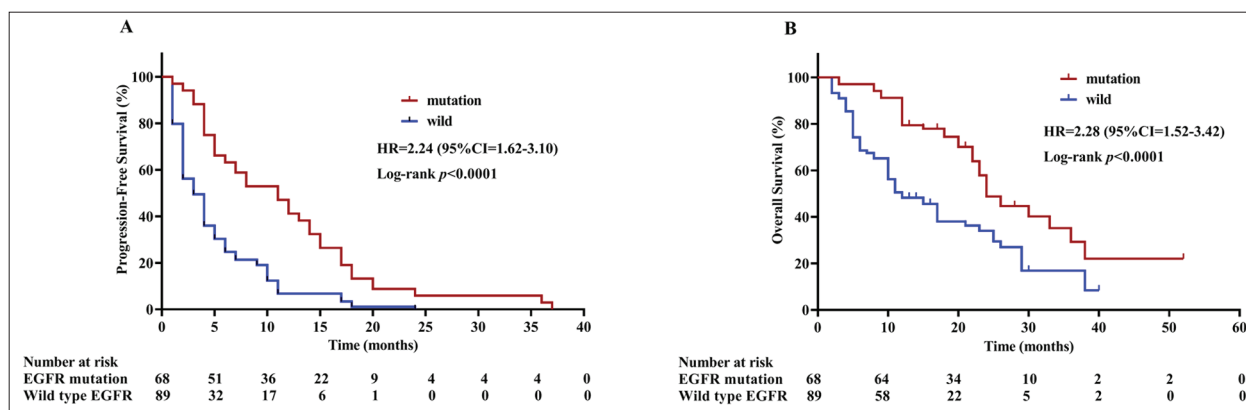 A
B
100
80
60
40
20
0
Progression-Free Survival (%)
mutation
wild
HR=2.24 (95%CI=1.62-3.10)
Log-rank p<0.0001
0 5 10 15 20 25 30 35 40
Time (months)
Number at risk
EGFR mutation 68 51 36 22 9 4 4 4 0
Wild type EGFR 89 32 17 6 1 0 0 0 0
100
80
60
40
20
0
Overall Survival (%)
mutation
wild
HR=2.28 (95%CI=1.52-3.42)
Log-rank p<0.0001
0 10 20 30 40 50 60
Time (months)
Number at risk
EGFR mutation 68 64 34 10 2 2 0
Wild type EGFR 89 58 22 5 2 0 0